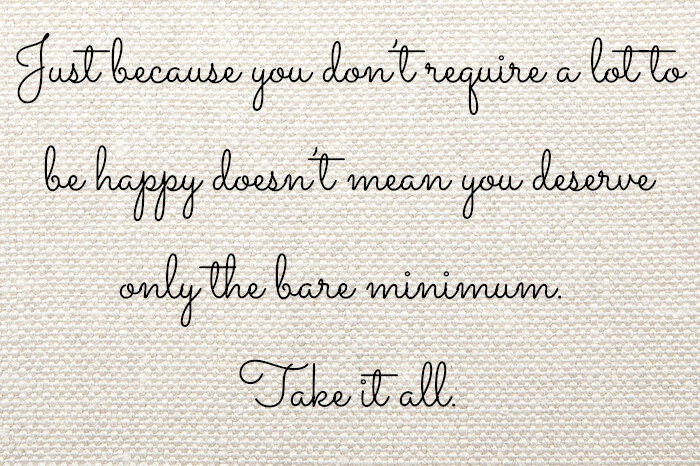 Just because you don't require a lot to
be happy doesn't mean you deserve
only the bare minimum.
Take it all.